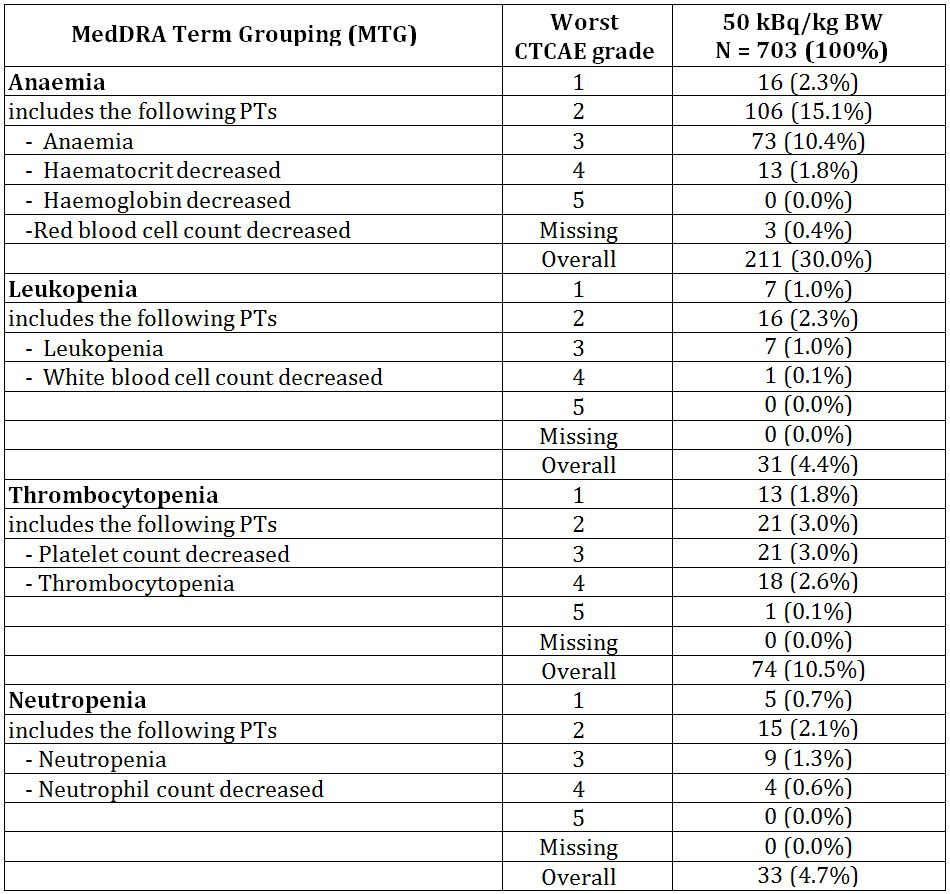 MedDRA Term Grouping (MTG) Worst CTCAE grade 50 kBq/kg BW N = 703 (100%)
Anaemia 1 16 (2.3%)
includes the following PTs 2 106 (15.1%)
- Anaemia 3 73 (10.4%)
- Haematocrit decreased 4 13 (1.8%)
- Haemoglobin decreased 5 0 (0.0%)
-Red blood cell count decreased Missing 3 (0.4%)
Overall 211 (30.0%)
Leukopenia 1 7 (1.0%)
includes the following PTs 2 16 (2.3%)
- Leukopenia 3 7 (1.0%)
- White blood cell count decreased 4 1 (0.1%)
5 0 (0.0%)
Missing 0 (0.0%)
Overall 31 (4.4%)
Thrombocytopenia 1 13 (1.8%)
includes the following PTs 2 21 (3.0%)
- Platelet count decreased 3 21 (3.0%)
- Thrombocytopenia 4 18 (2.6%)
5 1 (0.1%)
Missing 0 (0.0%)
Overall 74 (10.5%)
Neutropenia 1 5 (0.7%)
includes the following PTs 2 15 (2.1%)
- Neutropenia 3 9 (1.3%)
- Neutrophil count decreased 4 4 (0.6%)
5 0 (0.0%)
Missing 0 (0.0%)
Overall 33 (4.7%)